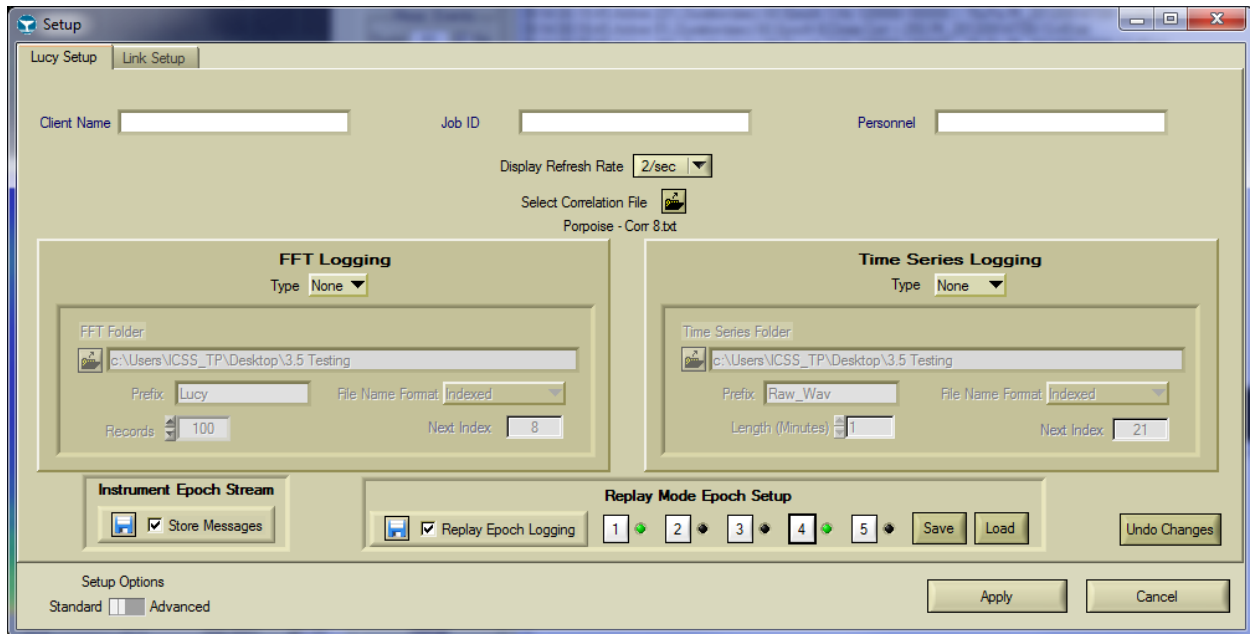 Setup
Lucy Setup
Link Setup
Client Name
Job ID
Personnel
Display Refresh Rate 2/sec
Select Correlation File
Porpoise - Corr 8.txt
FFT Logging
Type None
FFT Folder
c:\Users\ICSS_TP\Desktop\3.5 Testing
Prefix Lucy
File Name Format Indexed
Records 100
Next Index 8
Time Series Logging
Type None
Time Series Folder
c:\Users\ICSS_TP\Desktop\3.5 Testing
Prefix Raw_Wav
File Name Format Indexed
Length (Minutes) 1
Next Index 21
Instrument Epoch Stream
Store Messages
Replay Mode Epoch Setup
Replay Epoch Logging 1 2 3 4 5 Save Load
Undo Changes
Setup Options
Standard Advanced
Apply
Cancel